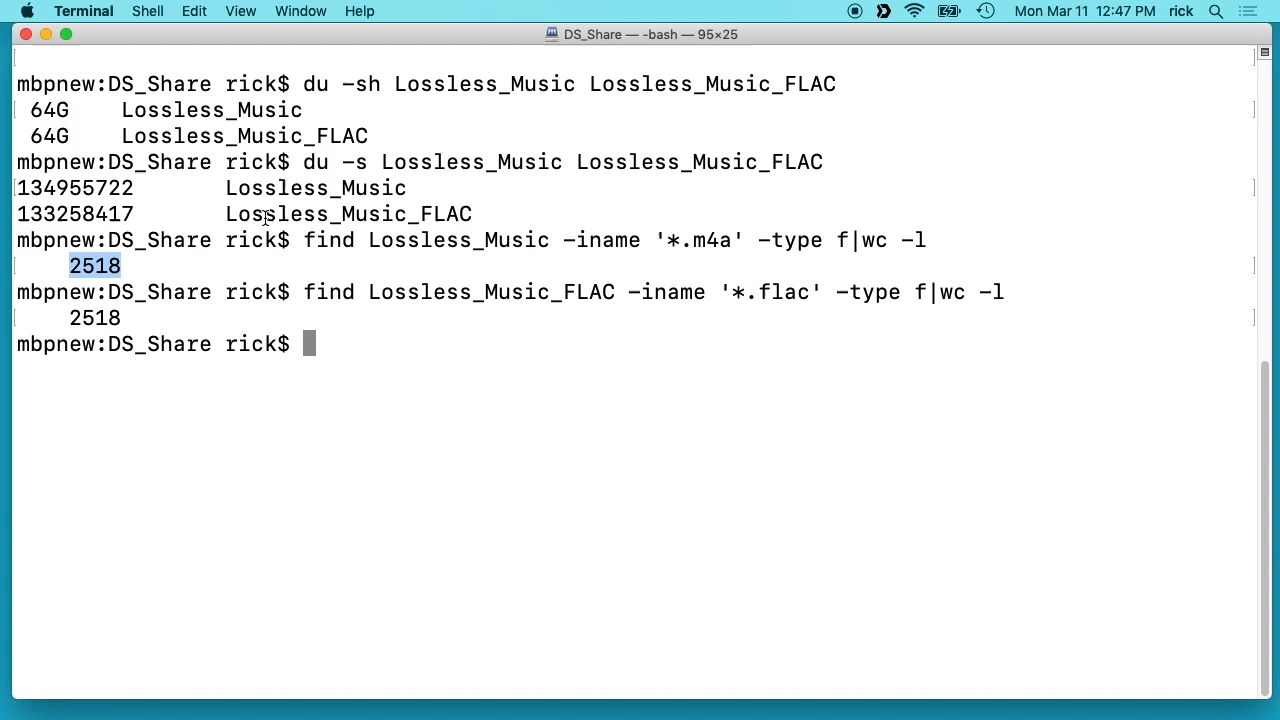 Terminal Shell Edit View Window Help Mon Mar 11 12:47 PM rick
DS_Share — -bash — 95×25
mbpnew:DS_Share rick$ du -sh Lossless_Music Lossless_Music_FLAC
64G Lossless_Music
64G Lossless_Music_FLAC
mbpnew:DS_Share rick$ du -s Lossless_Music Lossless_Music_FLAC
134955722 Lossless_Music
133258417 Lossless_Music_FLAC
mbpnew:DS_Share rick$ find Lossless_Music -iname '*.m4a' -type f|wc -l
2518
mbpnew:DS_Share rick$ find Lossless_Music_FLAC -iname '*.flac' -type f|wc -l
2518
mbpnew:DS_Share rick$